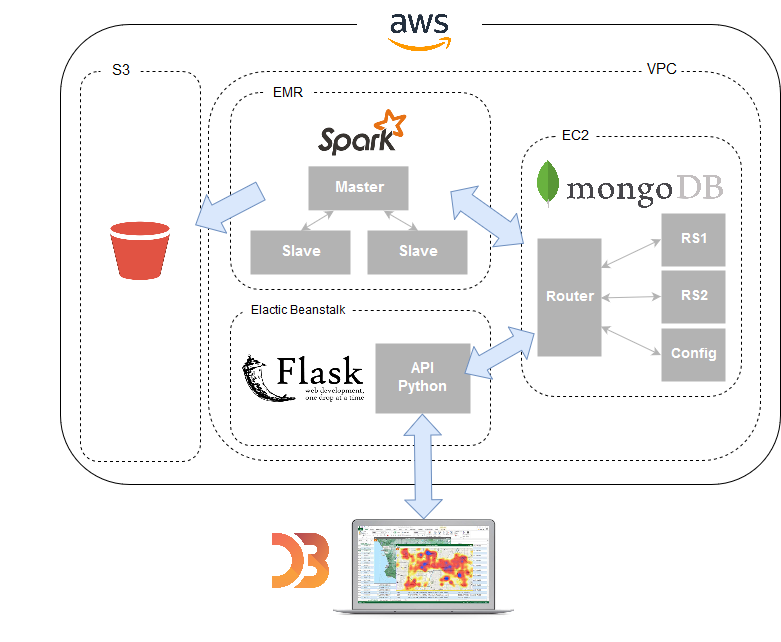 aws
S3
VPC
EMR
Spark
Master
Slave
Slave
EC2
mongoDB
Router
RS1
RS2
Config
Elactic Beanstalk
Flask
web development,
one drop at a time
API
Python
D3